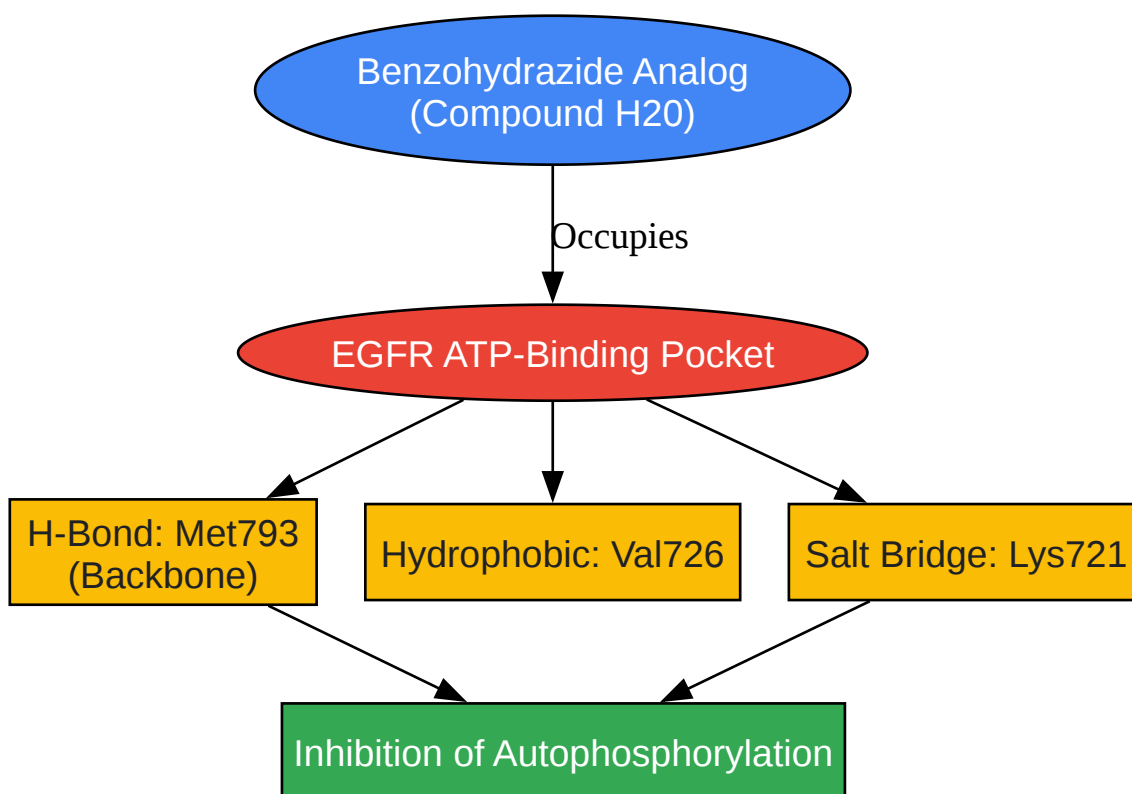 Benzohydrazide Analog
(Compound H20)
Occupies
EGFR ATP-Binding Pocket
H-Bond: Met793
(Backbone)
Hydrophobic: Val726
Salt Bridge: Lys721
Inhibition of Autophosphorylation